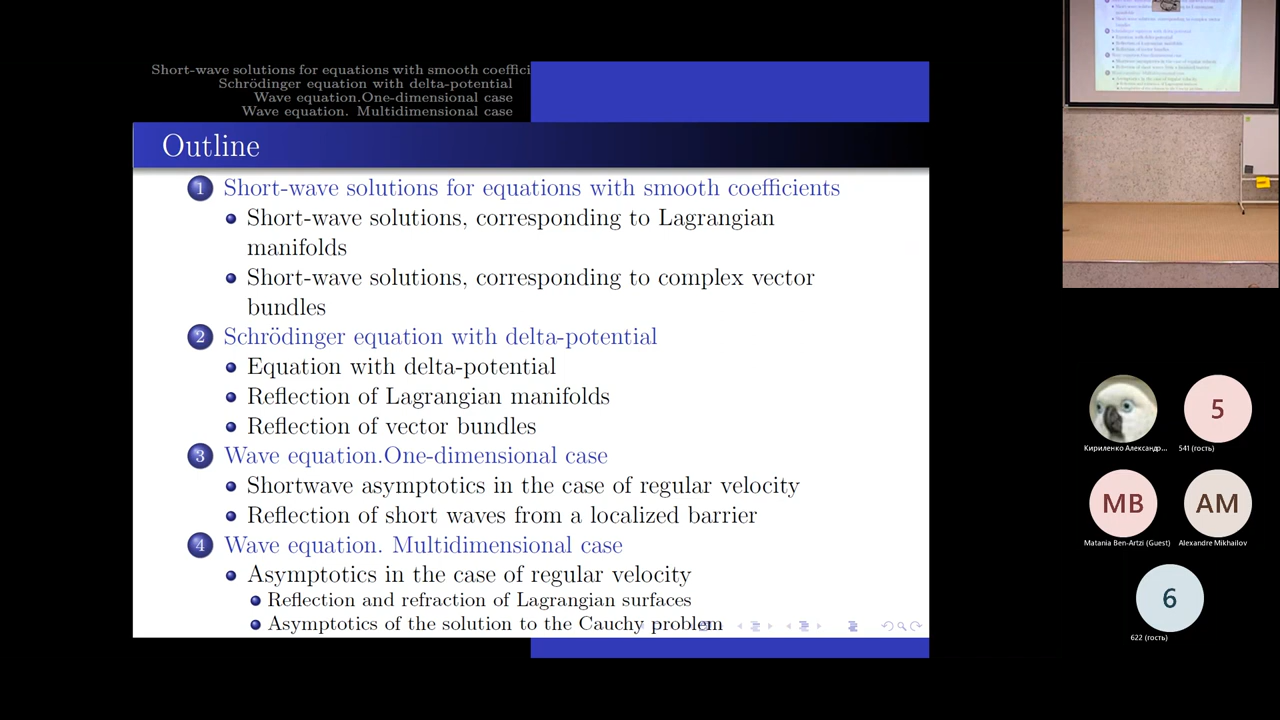 Short-wave solutions for equations with smooth coeffici
Schrödinger equation with delta-potential
Wave equation.One-dimensional case
Wave equation. Multidimensional case
Outline
1 Short-wave solutions for equations with smooth coefficients
Short-wave solutions, corresponding to Lagrangian
manifolds
Short-wave solutions, corresponding to complex vector
bundles
2 Schrödinger equation with delta-potential
Equation with delta-potential
Reflection of Lagrangian manifolds
Reflection of vector bundles
3 Wave equation.One-dimensional case
Shortwave asymptotics in the case of regular velocity
Reflection of short waves from a localized barrier
4 Wave equation. Multidimensional case
Asymptotics in the case of regular velocity
Reflection and refraction of Lagrangian surfaces
Asymptotics of the solution to the Cauchy problem
Кириленко Александр...
5
541 (гость)
MB
Matania Ben-Artzi (Guest)
AM
Alexandre Mikhailov
6
622 (гость)